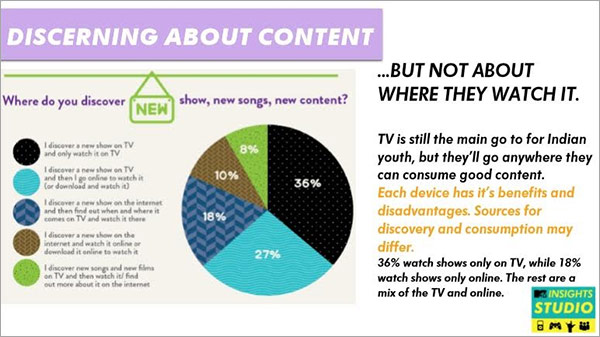 DISCERNING ABOUT CONTENT
...BUT NOT ABOUT
WHERE THEY WATCH IT.
Where do you discover NEW show, new songs, new content?
I discover a new show on TV
and only watch it on TV
I discover a new show on TV
and then I go online to watch it
(or download and watch it)
I discover a new show on the internet
and then find out when and where it
comes on TV and watch it there
I discover a new show on the
internet and watch it online or
download it online to watch it
I discover new songs and new films
on TV and then watch it/ find
out more about it on the internet
8%
10%
36%
18%
27%
TV is still the main go to for Indian
youth, but they'll go anywhere they
can consume good content.
Each device has it's benefits and
disadvantages. Sources for
discovery and consumption may
differ.
36% watch shows only on TV, while 18%
watch shows only online. The rest are a
mix of the TV and online.
MTV INSIGHTS
STUDIO